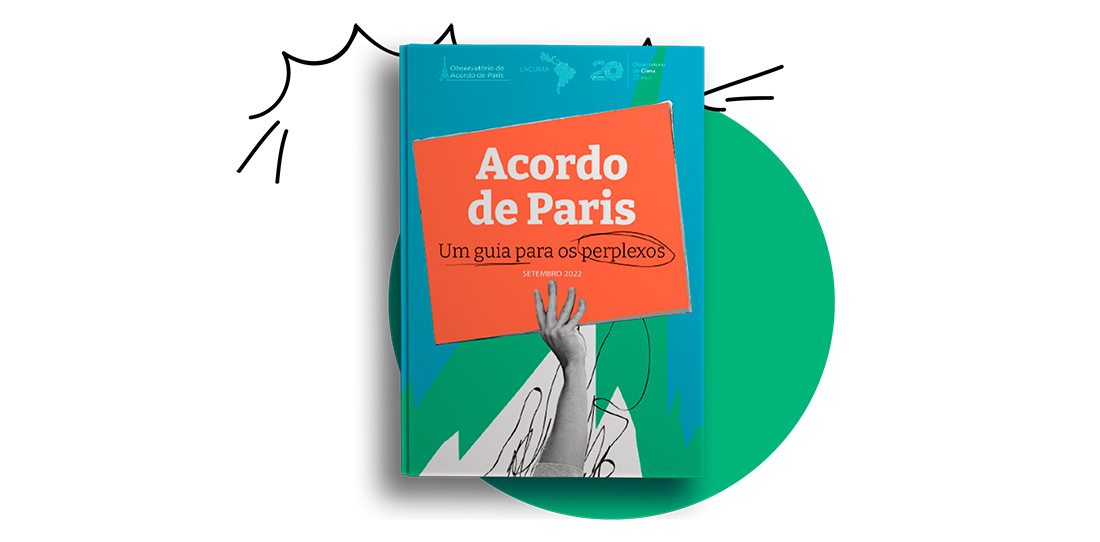 Observatório do
Acordo de Paris
LACLIMA
20
Observatório
do Clima
Acordo
de Paris
Um guia para os perplexos
SETEMBRO 2022